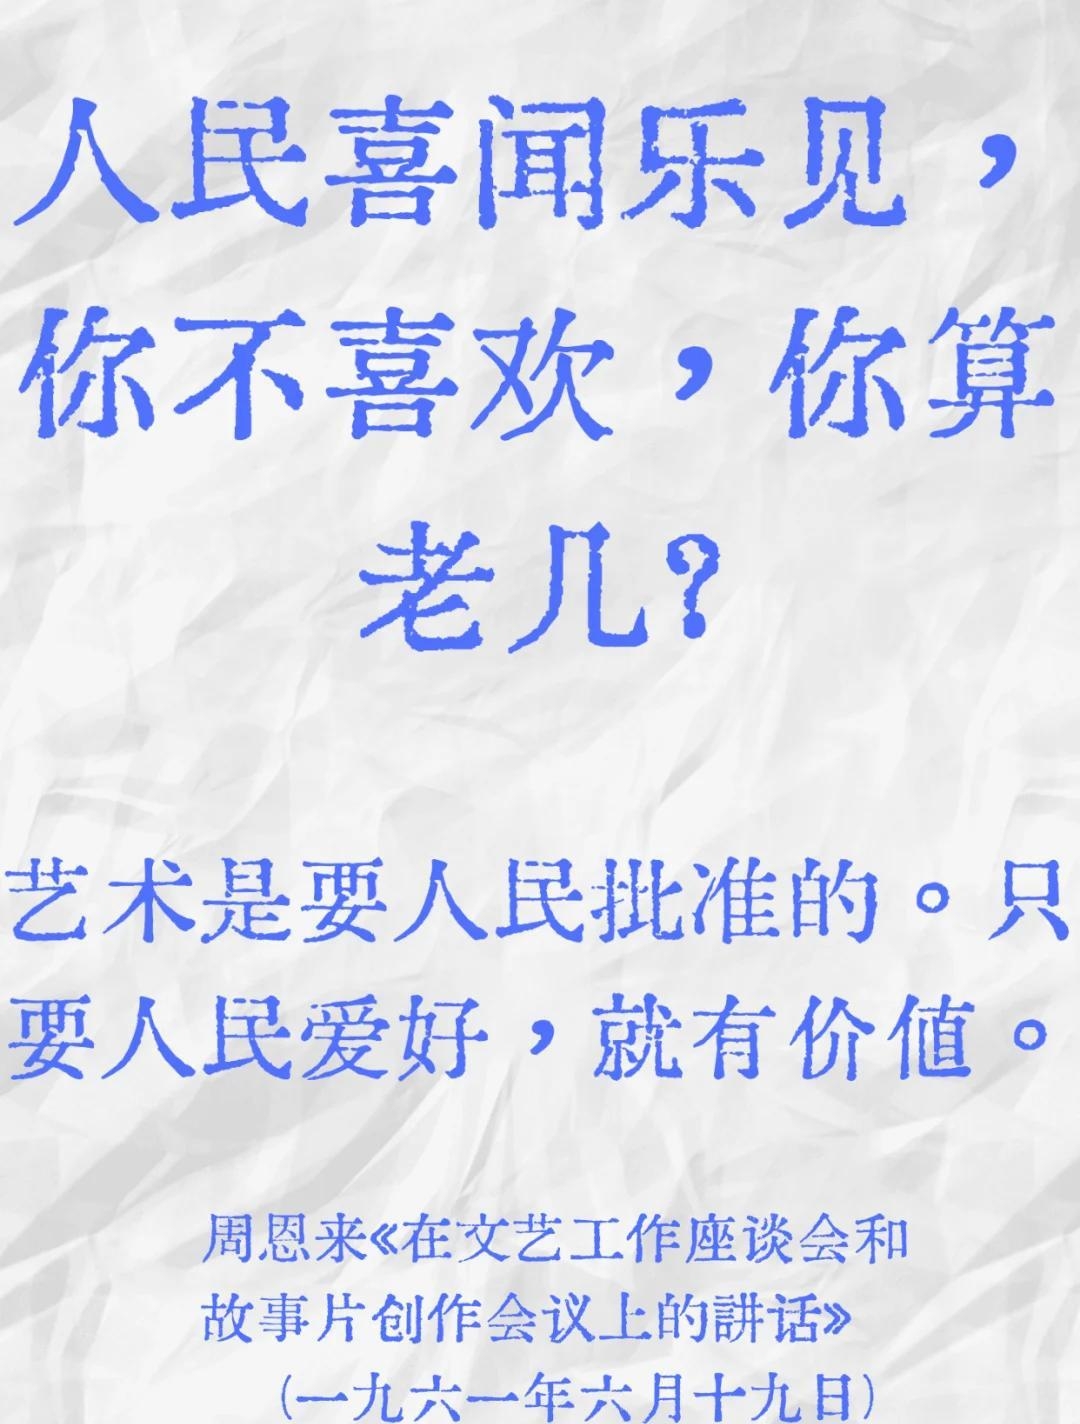 人民喜闻乐见，
你不喜欢，你算
老几?
艺术是要人民批准的。只
要人民爱好，就有价值。
周恩来《在文艺工作座谈会和
故事片创作会议上的講话》
(一九六一年六月十九日)